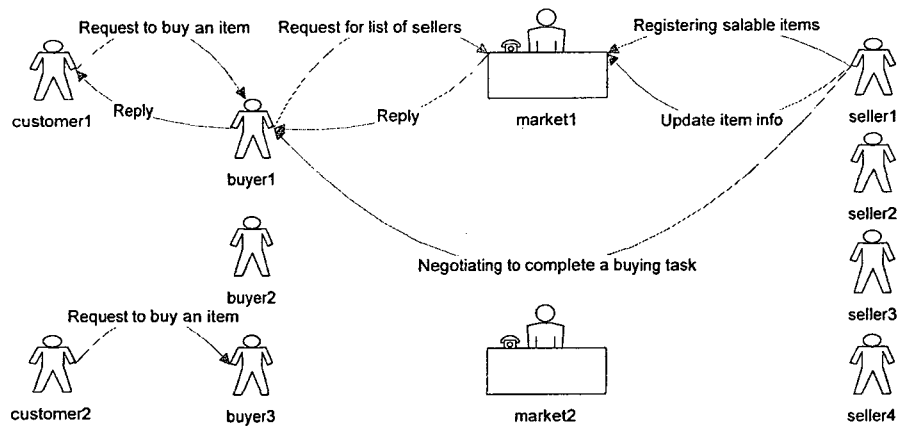 Request to buy an item
Request for list of sellers
Registering salable items
customer1
Reply
Reply
market1
Update item info
seller1
buyer1
seller2
Negotiating to complete a buying task
buyer2
Request to buy an item
seller3
customer2
buyer3
market2
seller4